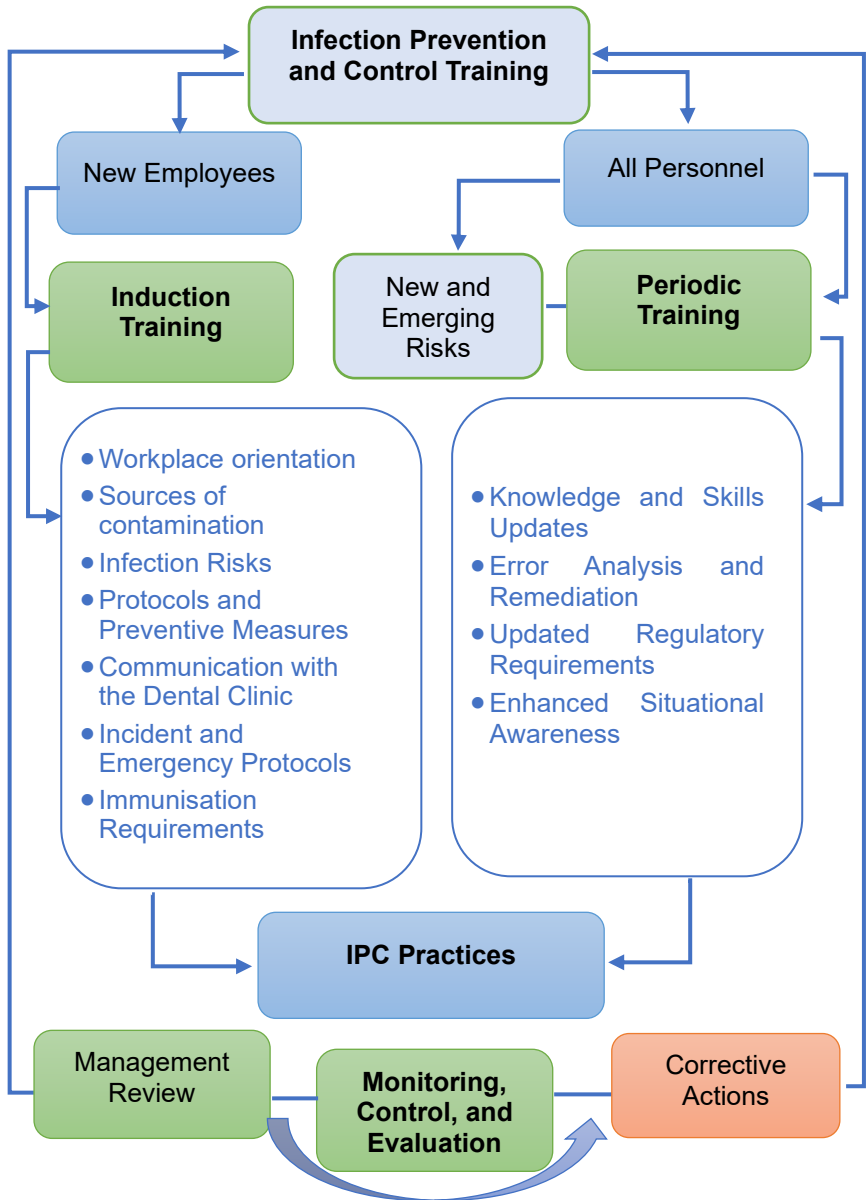 Infection Prevention
and Control Training
New Employees
All Personnel
Induction
Training
New and
Emerging
Risks
Periodic
Training
• Workplace orientation
• Sources of
contamination
• Infection Risks
• Protocols and
Preventive Measures
• Communication with
the Dental Clinic
• Incident and
Emergency Protocols
• Immunisation
Requirements
• Knowledge and Skills
Updates
• Error Analysis and
Remediation
• Updated Regulatory
Requirements
• Enhanced Situational
Awareness
IPC Practices
Management
Review
Monitoring,
Control, and
Evaluation
Corrective
Actions